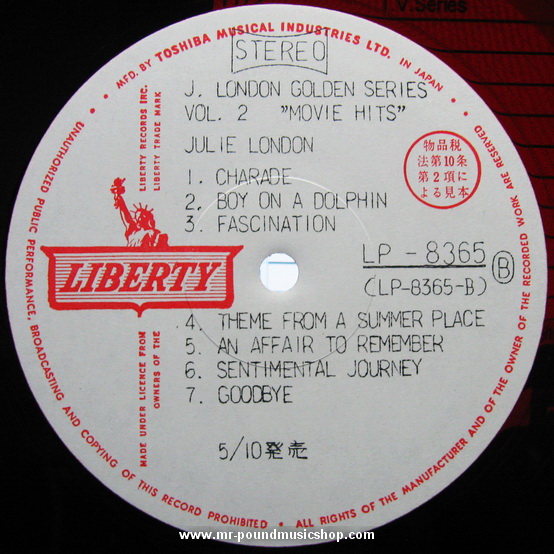 T.V. Series
MFD. BY TOSHIBA MUSICAL INDUSTRIES LTD. IN JAPAN
STEREO
J. LONDON GOLDEN SERIES
VOL. 2 "MOVIE HITS"
JULIE LONDON
1. CHARADE
2. BOY ON A DOLPHIN
3. FASCINATION
LIBERTY RECORDS INC.
LIBERTY TRADE MARK
物品税
法第10条
第2項に
よる見本
LIBERTY
LP - 8365
B
(LP-8365-B)
4. THEME FROM A SUMMER PLACE
5. AN AFFAIR TO REMEMBER
6. SENTIMENTAL JOURNEY
7. GOODBYE
MADE UNDER LICENCE FROM
OWNERS OF THE
5/10発売
UNAUTHORIZED PUBLIC PERFORMANCE, BROADCASTING AND COPYING OF THIS RECORD PROHIBITED • ALL RIGHTS OF THE MANUFACTURER AND OF THE OWNER OF THE RECORDED WORK ARE RESERVED
www.mr-poundmusicshop.com